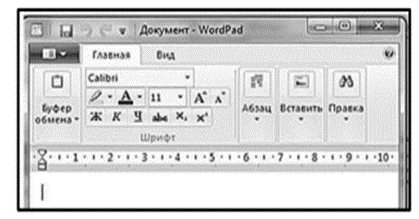 Документ - WordPad
Главная Вид
Буфер обмена
Calibri
11 А А
Ж К Ч abc X, X²
Шрифт
Абзац Вставить Правка
1 2 3 4 5 6 7 8 9 10